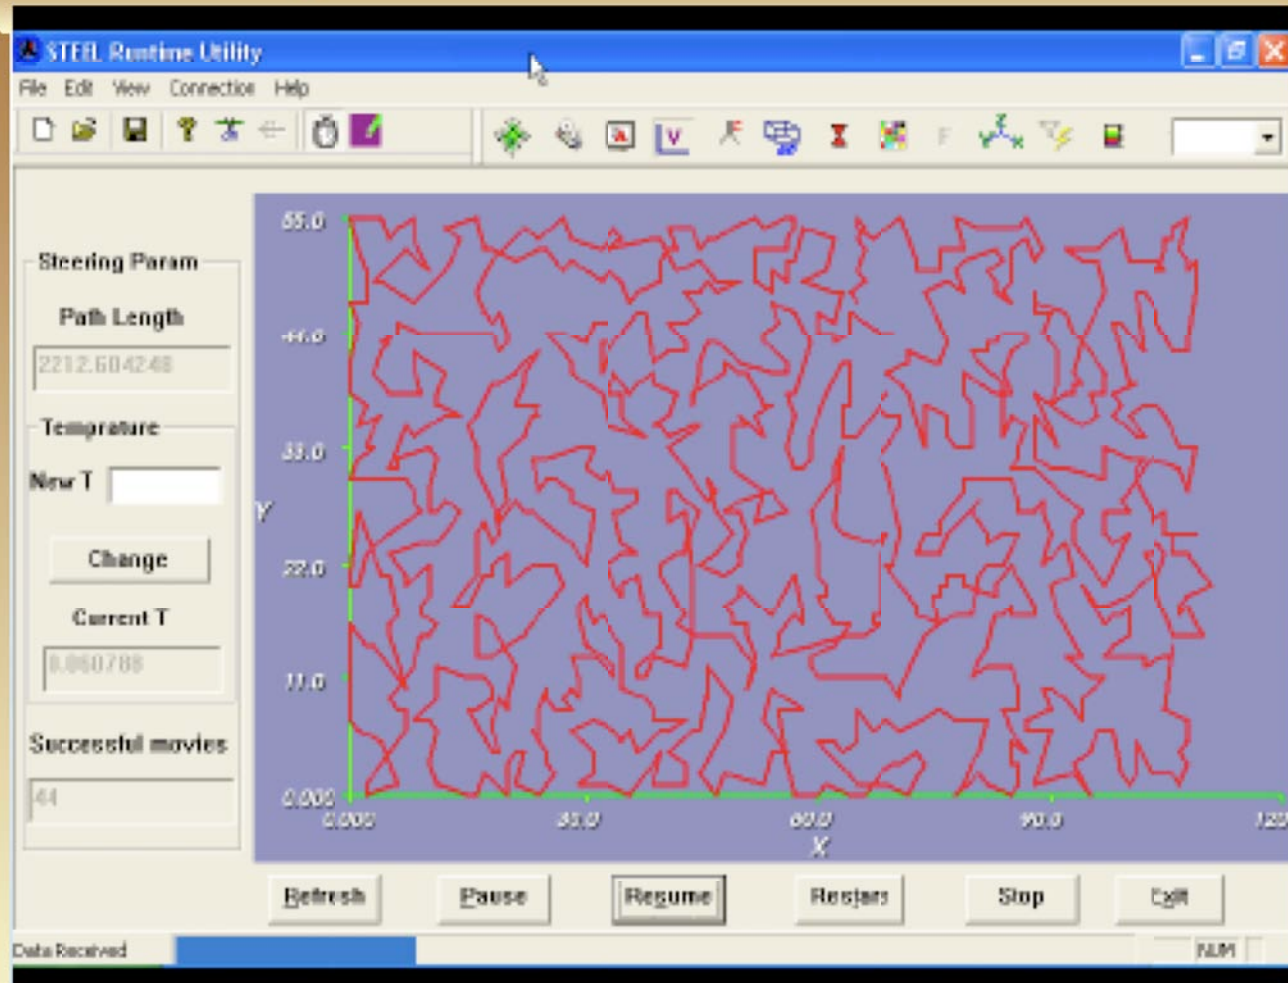 STEEL Runtime Utility
File Edit View Connection Help
Steering Param
Path Length
2212.604248
Temprature
New T
Change
Current T
0.060788
Successful movies
44
55.0
44.0
33.0
22.0
11.0
0.000
Y
0.000 30.0 60.0 90.0 120
X
Refresh Pause Resume Restart Stop Exit
Data Received NUM